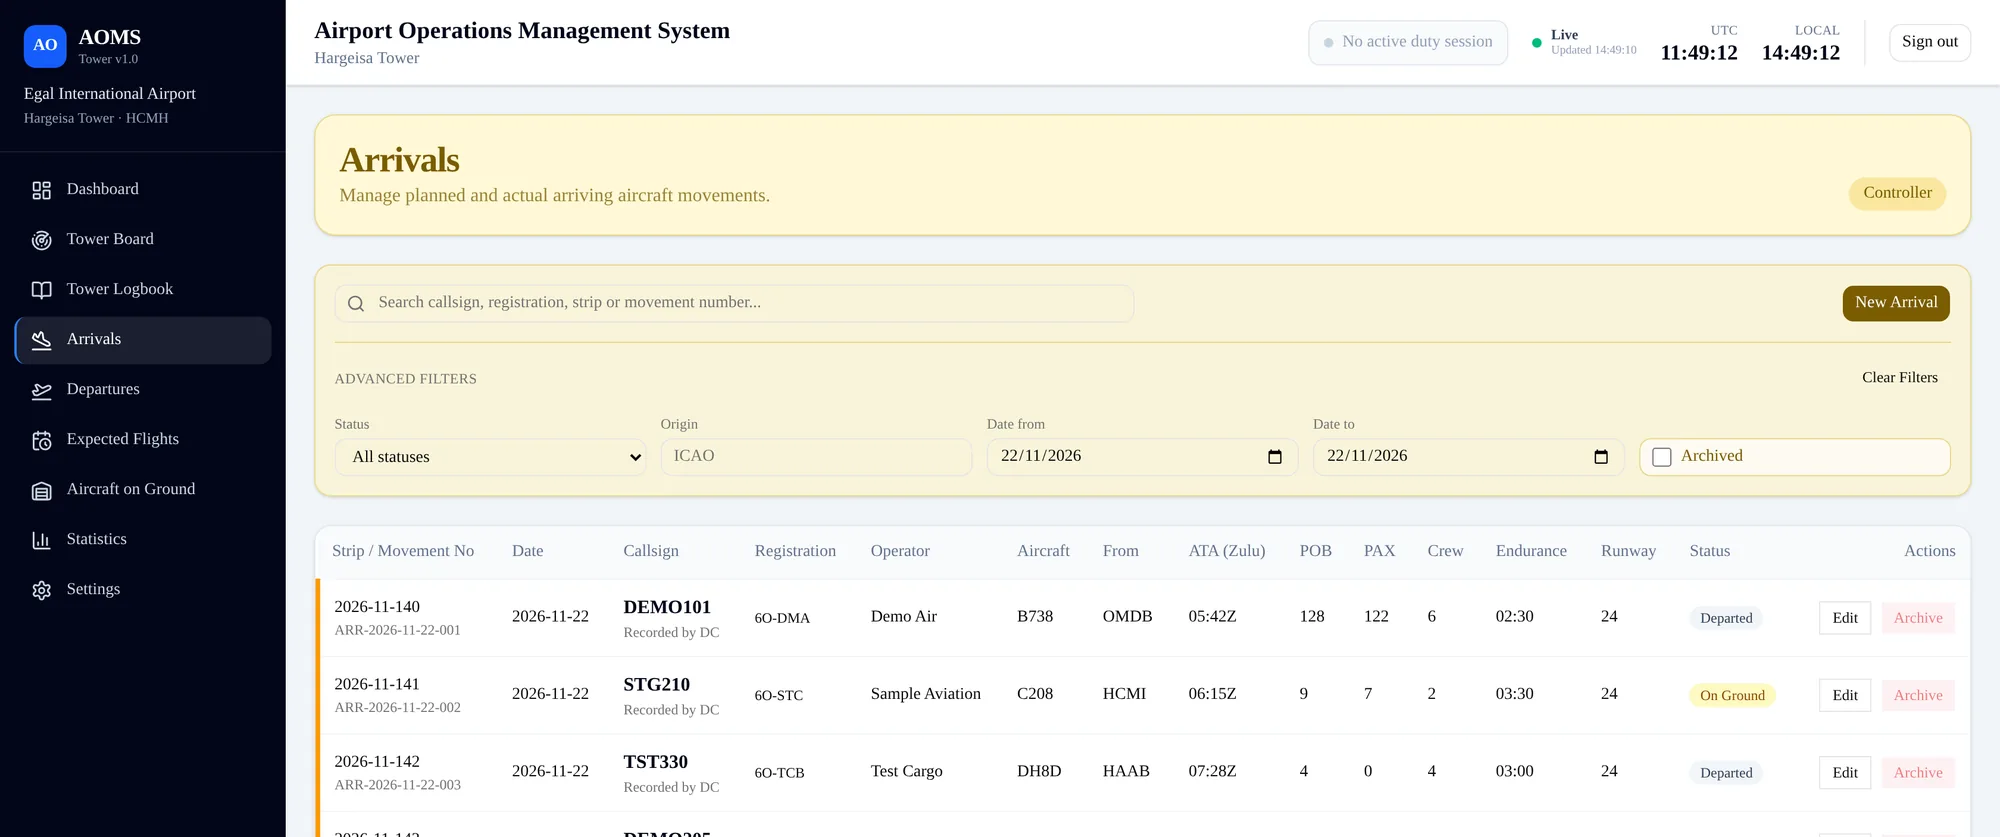 AO
AOMS
Tower v1.0
Egal International Airport
Hargeisa Tower · HCMH
Dashboard
Tower Board
Tower Logbook
Arrivals
Departures
Expected Flights
Aircraft on Ground
Statistics
Settings
Airport Operations Management System
Hargeisa Tower
No active duty session
Live
Updated 14:49:10
UTC
11:49:12
LOCAL
14:49:12
Sign out
Arrivals
Manage planned and actual arriving aircraft movements.
Controller
Search callsign, registration, strip or movement number...
New Arrival
ADVANCED FILTERS
Clear Filters
Status
Origin
Date from
Date to
All statuses
ICAO
22/11/2026
22/11/2026
Archived
Strip / Movement No Date Callsign Registration Operator Aircraft From ATA (Zulu) POB PAX Crew Endurance Runway Status Actions
2026-11-140
ARR-2026-11-22-001
2026-11-22
DEMO101
Recorded by DC
6O-DMA Demo Air B738 OMDB 05:42Z 128 122 6 02:30 24 Departed Edit Archive
2026-11-141
ARR-2026-11-22-002
2026-11-22
STG210
Recorded by DC
6O-STC Sample Aviation C208 HCMI 06:15Z 9 7 2 03:30 24 On Ground Edit Archive
2026-11-142
ARR-2026-11-22-003
2026-11-22
TST330
Recorded by DC
6O-TCB Test Cargo DH8D HAAB 07:28Z 4 0 4 03:00 24 Departed Edit Archive